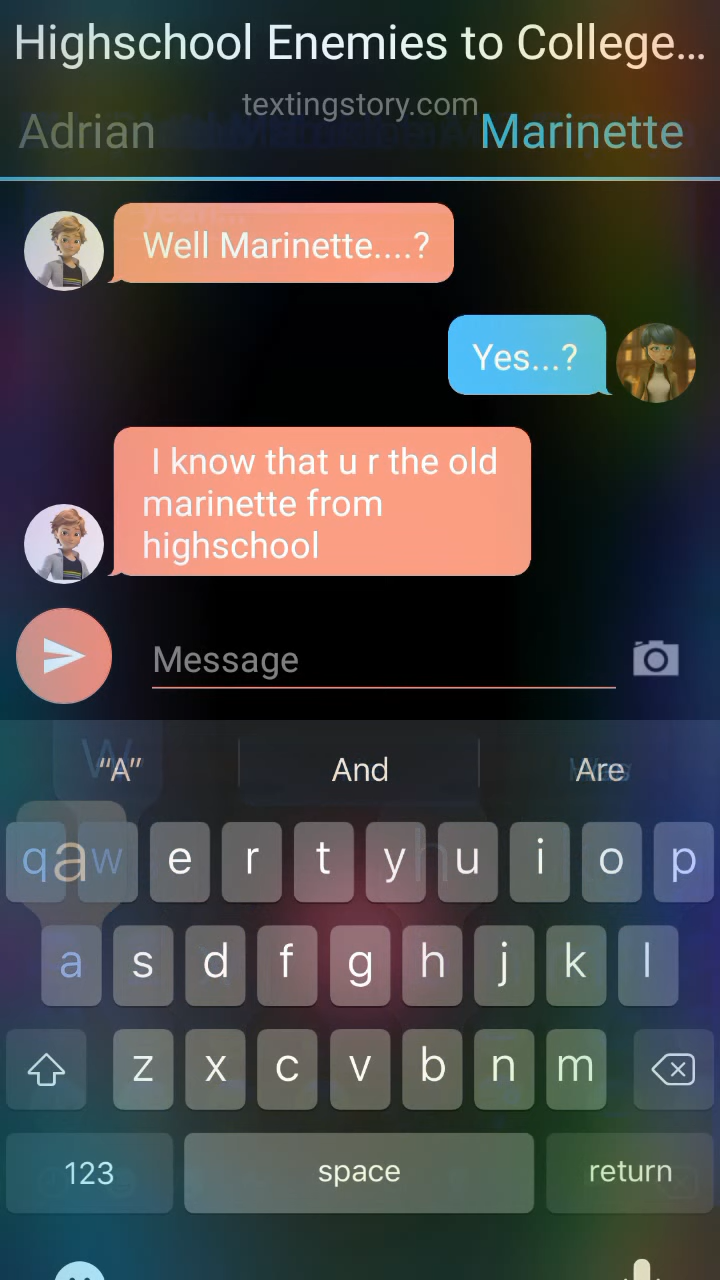 Highschool Enemies to College...
textingstory.com
Adrian
Marinette
Well Marinette....?
Yes...?
I know that u r the old
marinette from
highschool
Message
“A” And Are
q a w e r t y u i o p
a s d f g h j k l
z x c v b n m
123 space return